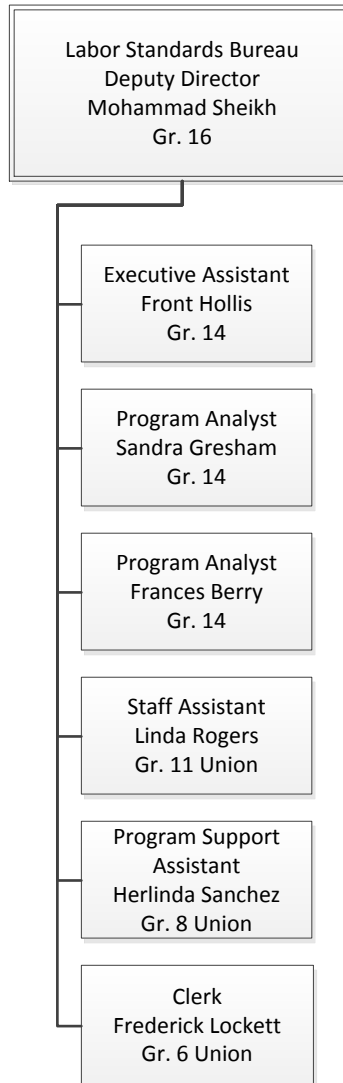 Labor Standards Bureau
Deputy Director
Mohammad Sheikh
Gr. 16
Executive Assistant
Front Hollis
Gr. 14
Program Analyst
Sandra Gresham
Gr. 14
Program Analyst
Frances Berry
Gr. 14
Staff Assistant
Linda Rogers
Gr. 11 Union
Program Support
Assistant
Herlinda Sanchez
Gr. 8 Union
Clerk
Frederick Lockett
Gr. 6 Union